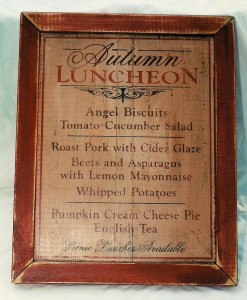 Autumn
LUNCHEON
Angel Biscuits
Tomato-Cucumber Salad
Roast Pork with Cider Glaze
Beets and Asparagus
with Lemon Mayonnaise
Whipped Potatoes
Pumpkin Cream Cheese Pie
English Tea
Picnic Lunches Available